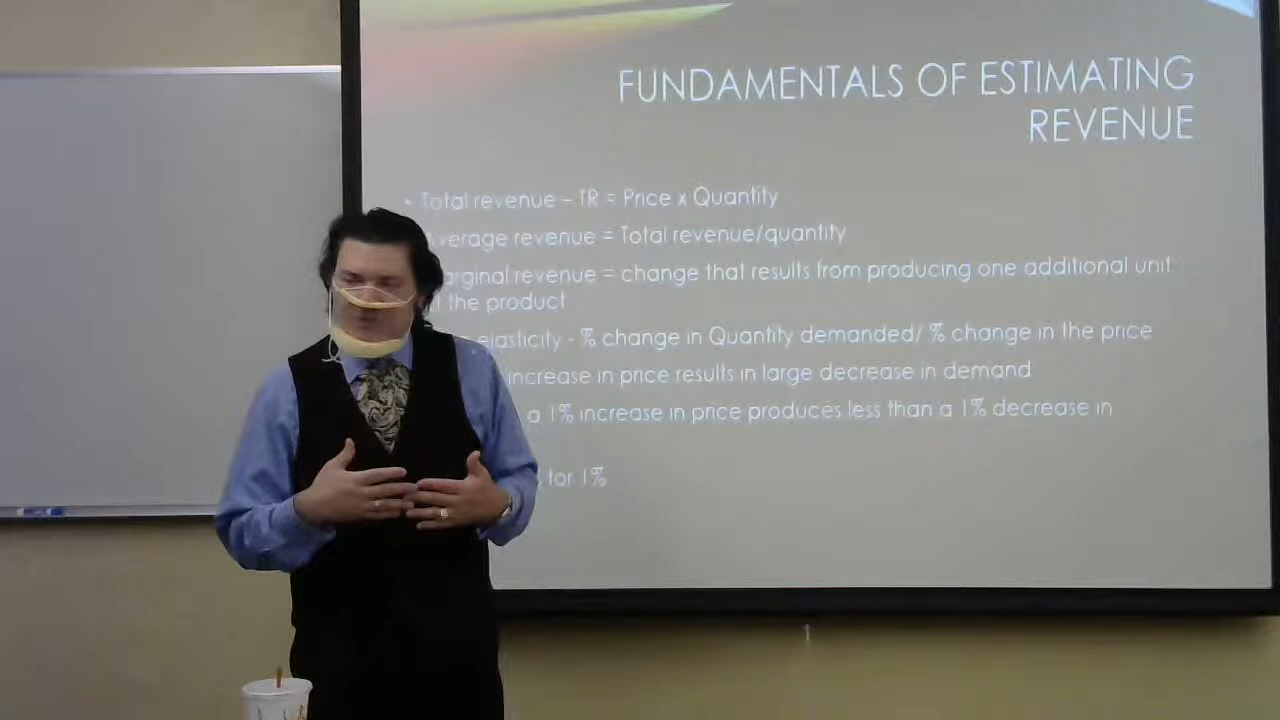 FUNDAMENTALS OF ESTIMATING
REVENUE
• Total revenue – TR = Price x Quantity
verage revenue = Total revenue/quantity
arginal revenue = change that results from producing one additional unit
the product
elasticity - % change in Quantity demanded/ % change in the price
increase in price results in large decrease in demand
a 1% increase in price produces less than a 1% decrease in
for 1%